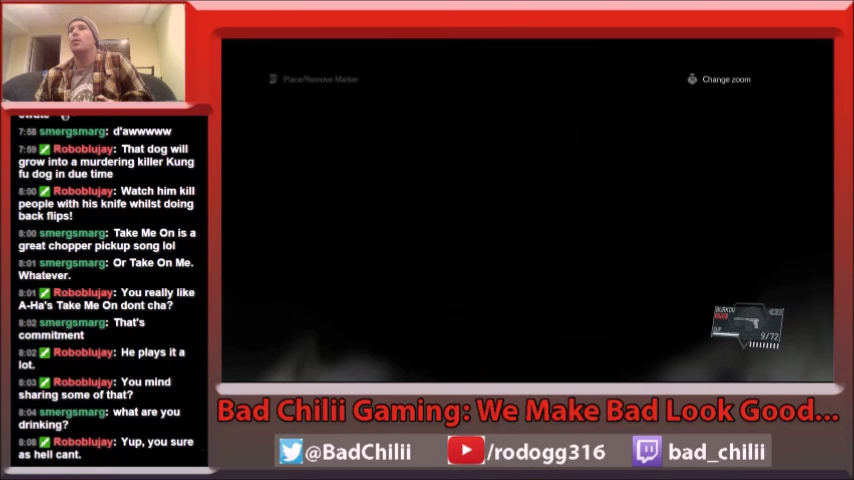 7:58 smergsmarg: d'awwwww
7:59 Roboblujay: That dog will
grow into a murdering killer Kung
fu dog in due time
8:00 Roboblujay: Watch him kill
people with his knife whilst doing
back flips!
8:00 smergsmarg: Take Me On is a
great chopper pickup song lol
8:01 smergsmarg: Or Take On Me.
Whatever.
8:01 Roboblujay: You really like
A-Ha's Take Me On dont cha?
8:02 smergsmarg: That's
commitment
8:02 Roboblujay: He plays it a
lot.
8:03 Roboblujay: You mind
sharing some of that?
8:04 smergsmarg: what are you
drinking?
8:08 Roboblujay: Yup, you sure
as hell cant.
Place/Remove Marker
Change zoom
BURKOV
SUP
9/72
Bad Chilii Gaming: We Make Bad Look Good...
@BadChilii
/rodogg316
bad_chilii